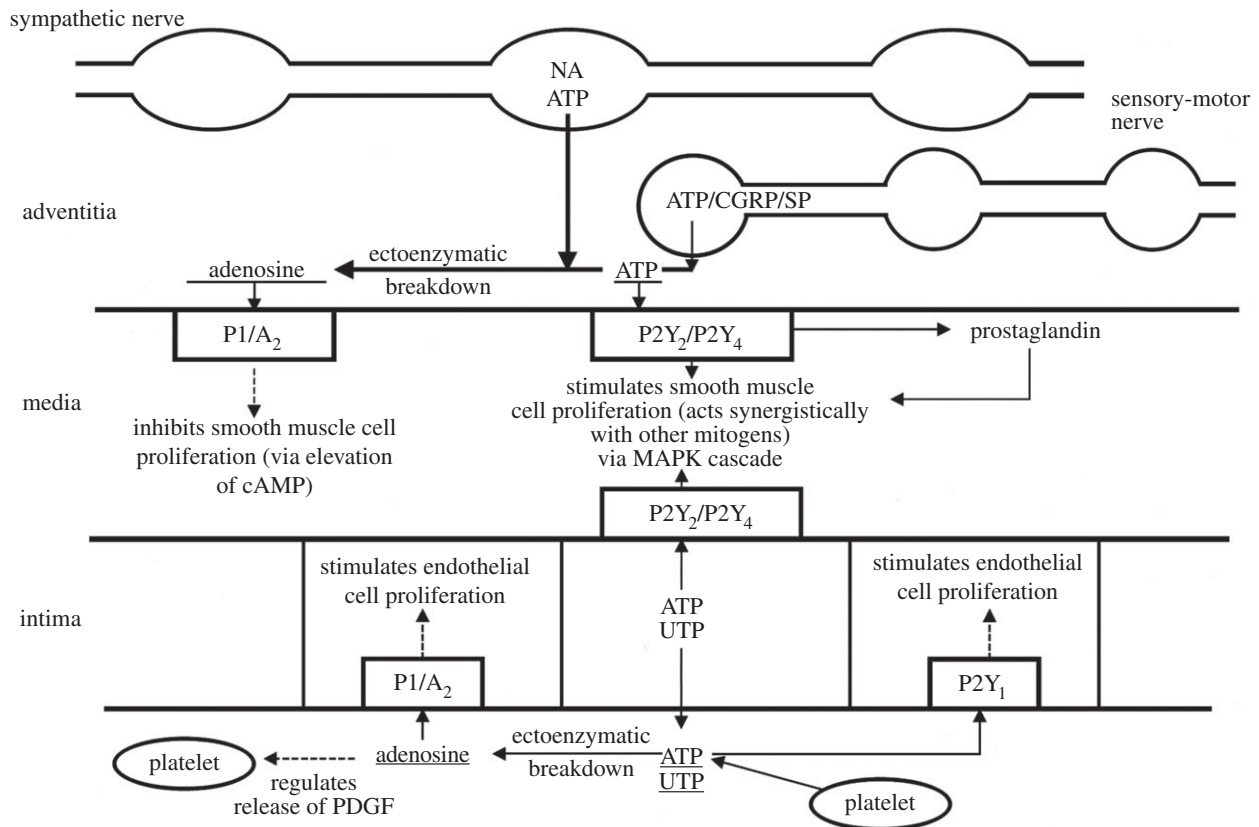 sympathetic nerve
NA
ATP
sensory-motor
nerve
ATP/CGRP/SP
adventitia
ectoenzymatic
breakdown
adenosine
ATP
P1/A2
P2Y2/P2Y4
prostaglandin
media
stimulates smooth muscle
cell proliferation (acts synergistically
with other mitogens)
via MAPK cascade
inhibits smooth muscle cell
proliferation (via elevation
of cAMP)
P2Y2/P2Y4
intima
stimulates endothelial
cell proliferation
ATP
UTP
stimulates endothelial
cell proliferation
P1/A2
P2Y1
platelet
regulates
release of PDGF
adenosine
ectoenzymatic
breakdown
ATP
UTP
platelet